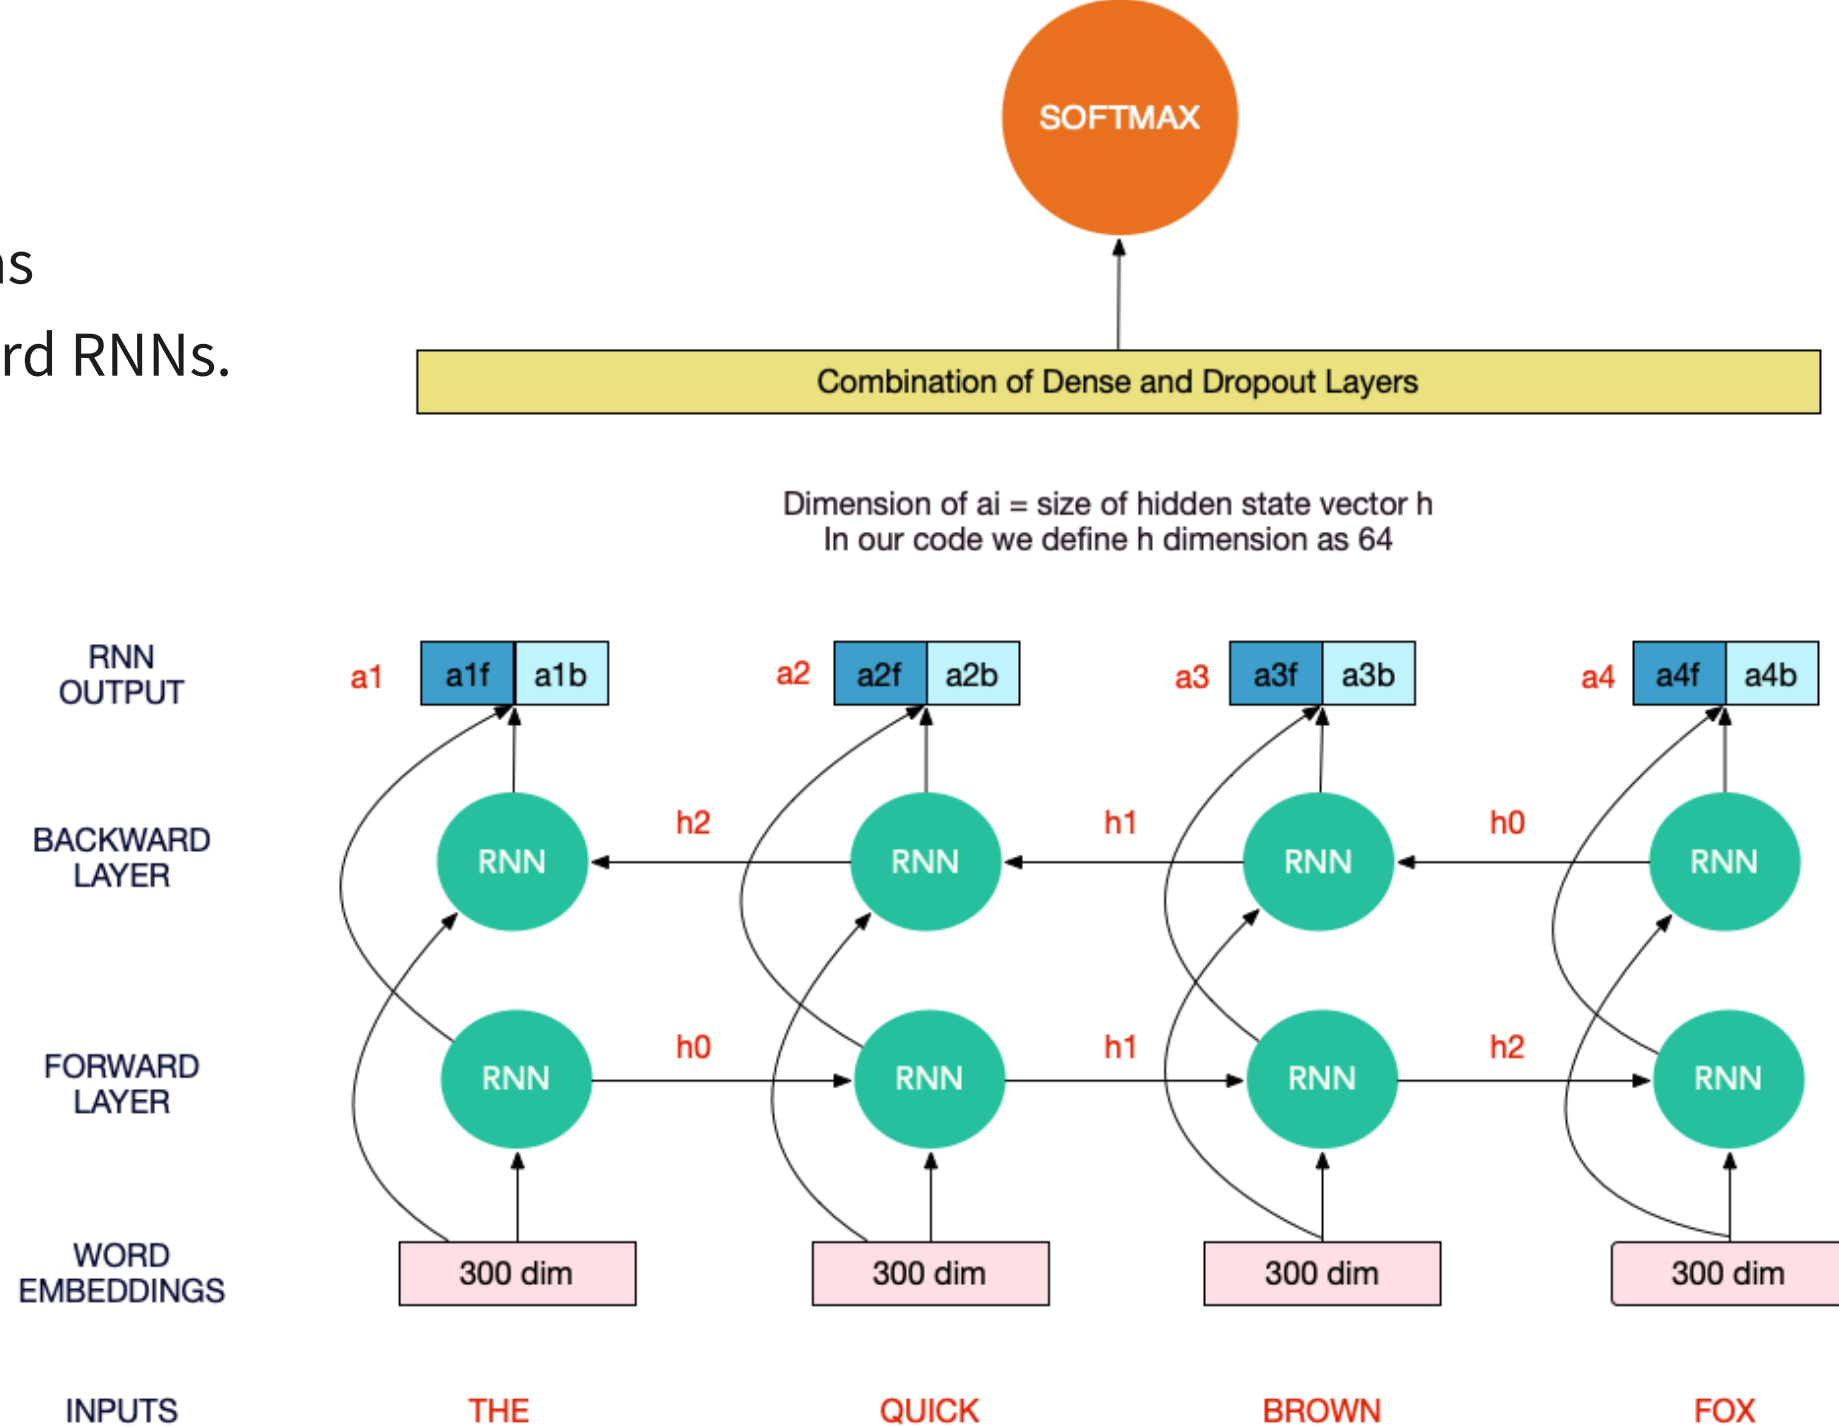 SOFTMAX
ns
rd RNNs.
Combination of Dense and Dropout Layers
Dimension of ai = size of hidden state vector h
In our code we define h dimension as 64
RNN
OUTPUT
a1 a1f a1b a2 a2f a2b a3 a3f a3b a4 a4f a4b
h2 h1 h0
BACKWARD
LAYER
RNN RNN RNN RNN
h0 h1 h2
FORWARD
LAYER
RNN RNN RNN RNN
WORD
EMBEDDINGS
300 dim 300 dim 300 dim 300 dim
INPUTS THE QUICK BROWN FOX